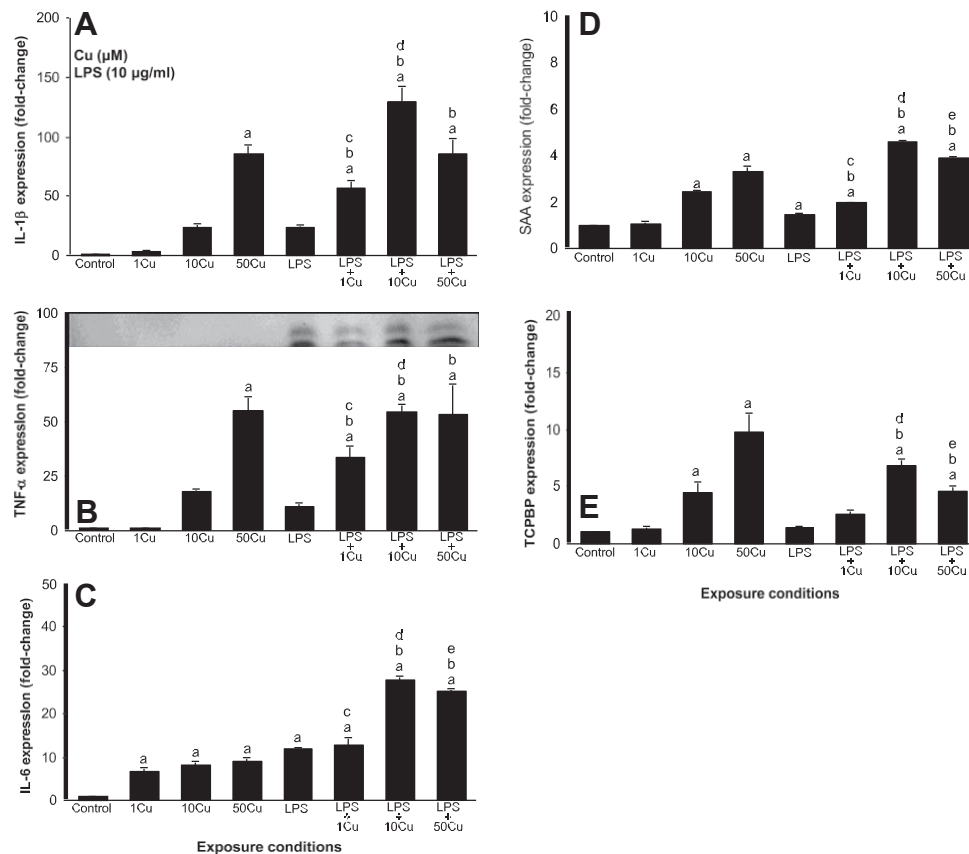 A
IL-1β expression (fold-change)
200
150
100
50
0
Cu (µM)
LPS (10 µg/ml)
a
c
b
a
d
b
a
b
a
Control 1Cu 10Cu 50Cu LPS LPS + 1Cu LPS + 10Cu LPS + 50Cu
B
TNF-α expression (fold-change)
100
75
50
25
0
a
c
b
a
d
b
a
b
a
Control 1Cu 10Cu 50Cu LPS LPS + 1Cu LPS + 10Cu LPS + 50Cu
C
IL-6 expression (fold-change)
50
40
30
20
10
0
a
a
a
a
c
a
d
b
a
e
b
a
Control 1Cu 10Cu 50Cu LPS LPS + 1Cu LPS + 10Cu LPS + 50Cu
Exposure conditions
D
SAA expression (fold-change)
10
8
6
4
2
0
a
a
a
c
b
a
d
b
a
e
b
a
Control 1Cu 10Cu 50Cu LPS LPS + 1Cu LPS + 10Cu LPS + 50Cu
E
TCPBP expression (fold-change)
20
15
10
5
0
a
a
d
b
a
e
b
a
Control 1Cu 10Cu 50Cu LPS LPS + 1Cu LPS + 10Cu LPS + 50Cu
Exposure conditions